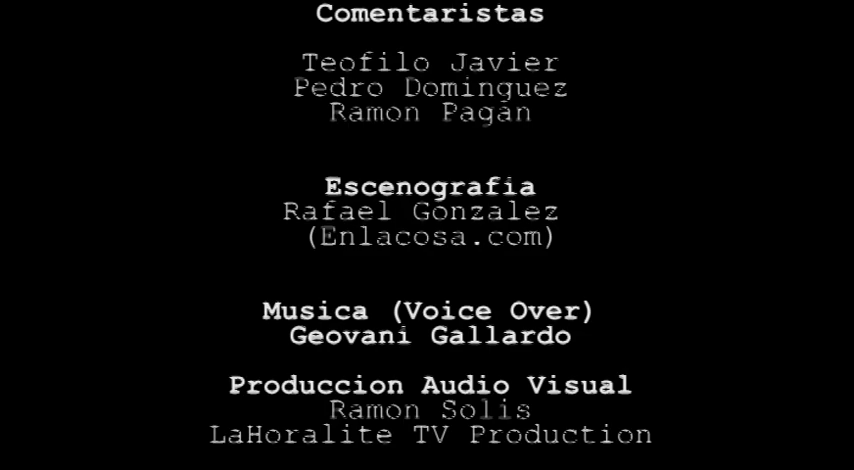 Comentaristas
Teofilo Javier
Pedro Dominguez
Ramon Pagan
Escenografia
Rafael Gonzalez
(Enlacosa.com)
Musica (Voice Over)
Geovani Gallardo
Produccion Audio Visual
Ramon Solis
LaHoralite TV Production